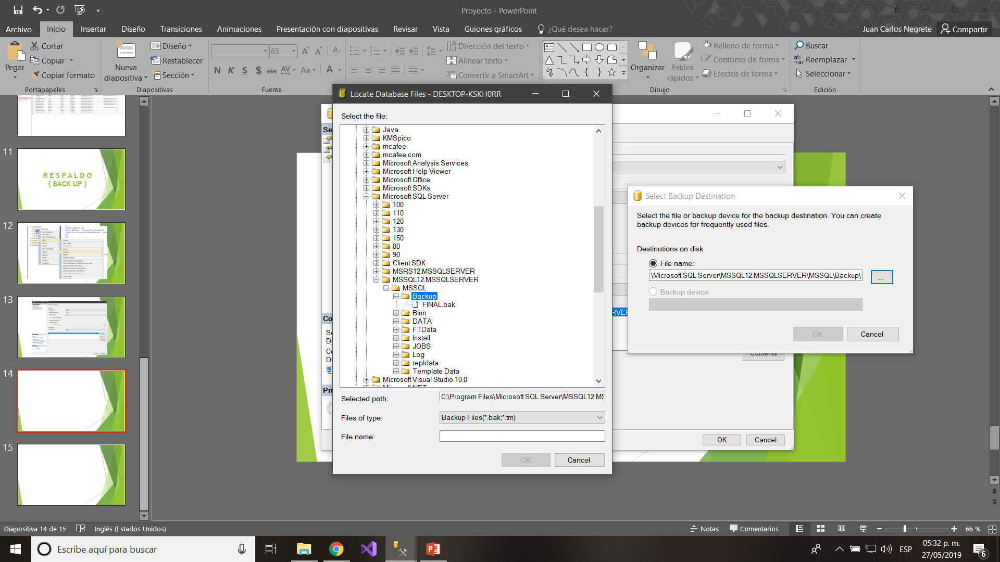 Proyecto - PowerPoint
Archivo Inicio Insertar Diseño Transiciones Animaciones Presentación con diapositivas Revisar Vista Guiones gráficos ¿Qué desea hacer? Juan Carlos Negrete Compartir
Pegar
Cortar
Copiar
Copiar formato
Portapapeles
Nueva diapositiva
Diseño
Restablecer
Sección
Diapositivas
65
N K S S abc AV Aa A
Fuente
Dirección del texto
Alinear texto
Convertir a SmartArt
Organizar
Estilos rápidos
Relleno de forma
Contorno de forma
Efectos de forma
Dibujo
Buscar
Reemplazar
Seleccionar
Edición
11
RESPALDO
( BACK UP )
12
13
14
15
Locate Database Files - DESKTOP-KSKH0RR
Select the file:
Java
KMSpico
mcafee
mcafee.com
Microsoft Analysis Services
Microsoft Help Viewer
Microsoft Office
Microsoft SDKs
Microsoft SQL Server
100
110
120
130
150
80
90
Client SDK
MSRS12.MSSQLSERVER
MSSQL12.MSSQLSERVER
MSSQL
Backup
FINAL.bak
Binn
DATA
FTData
Install
JOBS
Log
repldata
Template Data
Microsoft Visual Studio 10.0
Selected path: C:\Program Files\Microsoft SQL Server\MSSQL12.MS
Files of type: Backup Files(*.bak;*.trn)
File name:
OK Cancel
Se
Co
Se
DI
Co
DI
Pro
RVER
Contents
OK Cancel
Select Backup Destination
Select the file or backup device for the backup destination. You can create
backup devices for frequently used files.
Destinations on disk
File name:
\Microsoft SQL Server\MSSQL12.MSSQLSERVER\MSSQL\Backup\ ...
Backup device:
OK Cancel
Diapositiva 14 de 15 Inglés (Estados Unidos) Notas Comentarios 66 %
Escribe aquí para buscar
ESP
05:32 p. m.
27/05/2019
6